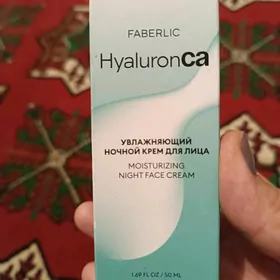 FABERLIC
Hyaluronca
УВЛАЖНЯЮЩИЙ
НОЧНОЙ КРЕМ ДЛЯ ЛИЦА
MOISTURIZING
NIGHT FACE CREAM
1.69 FL OZ / 50 ML